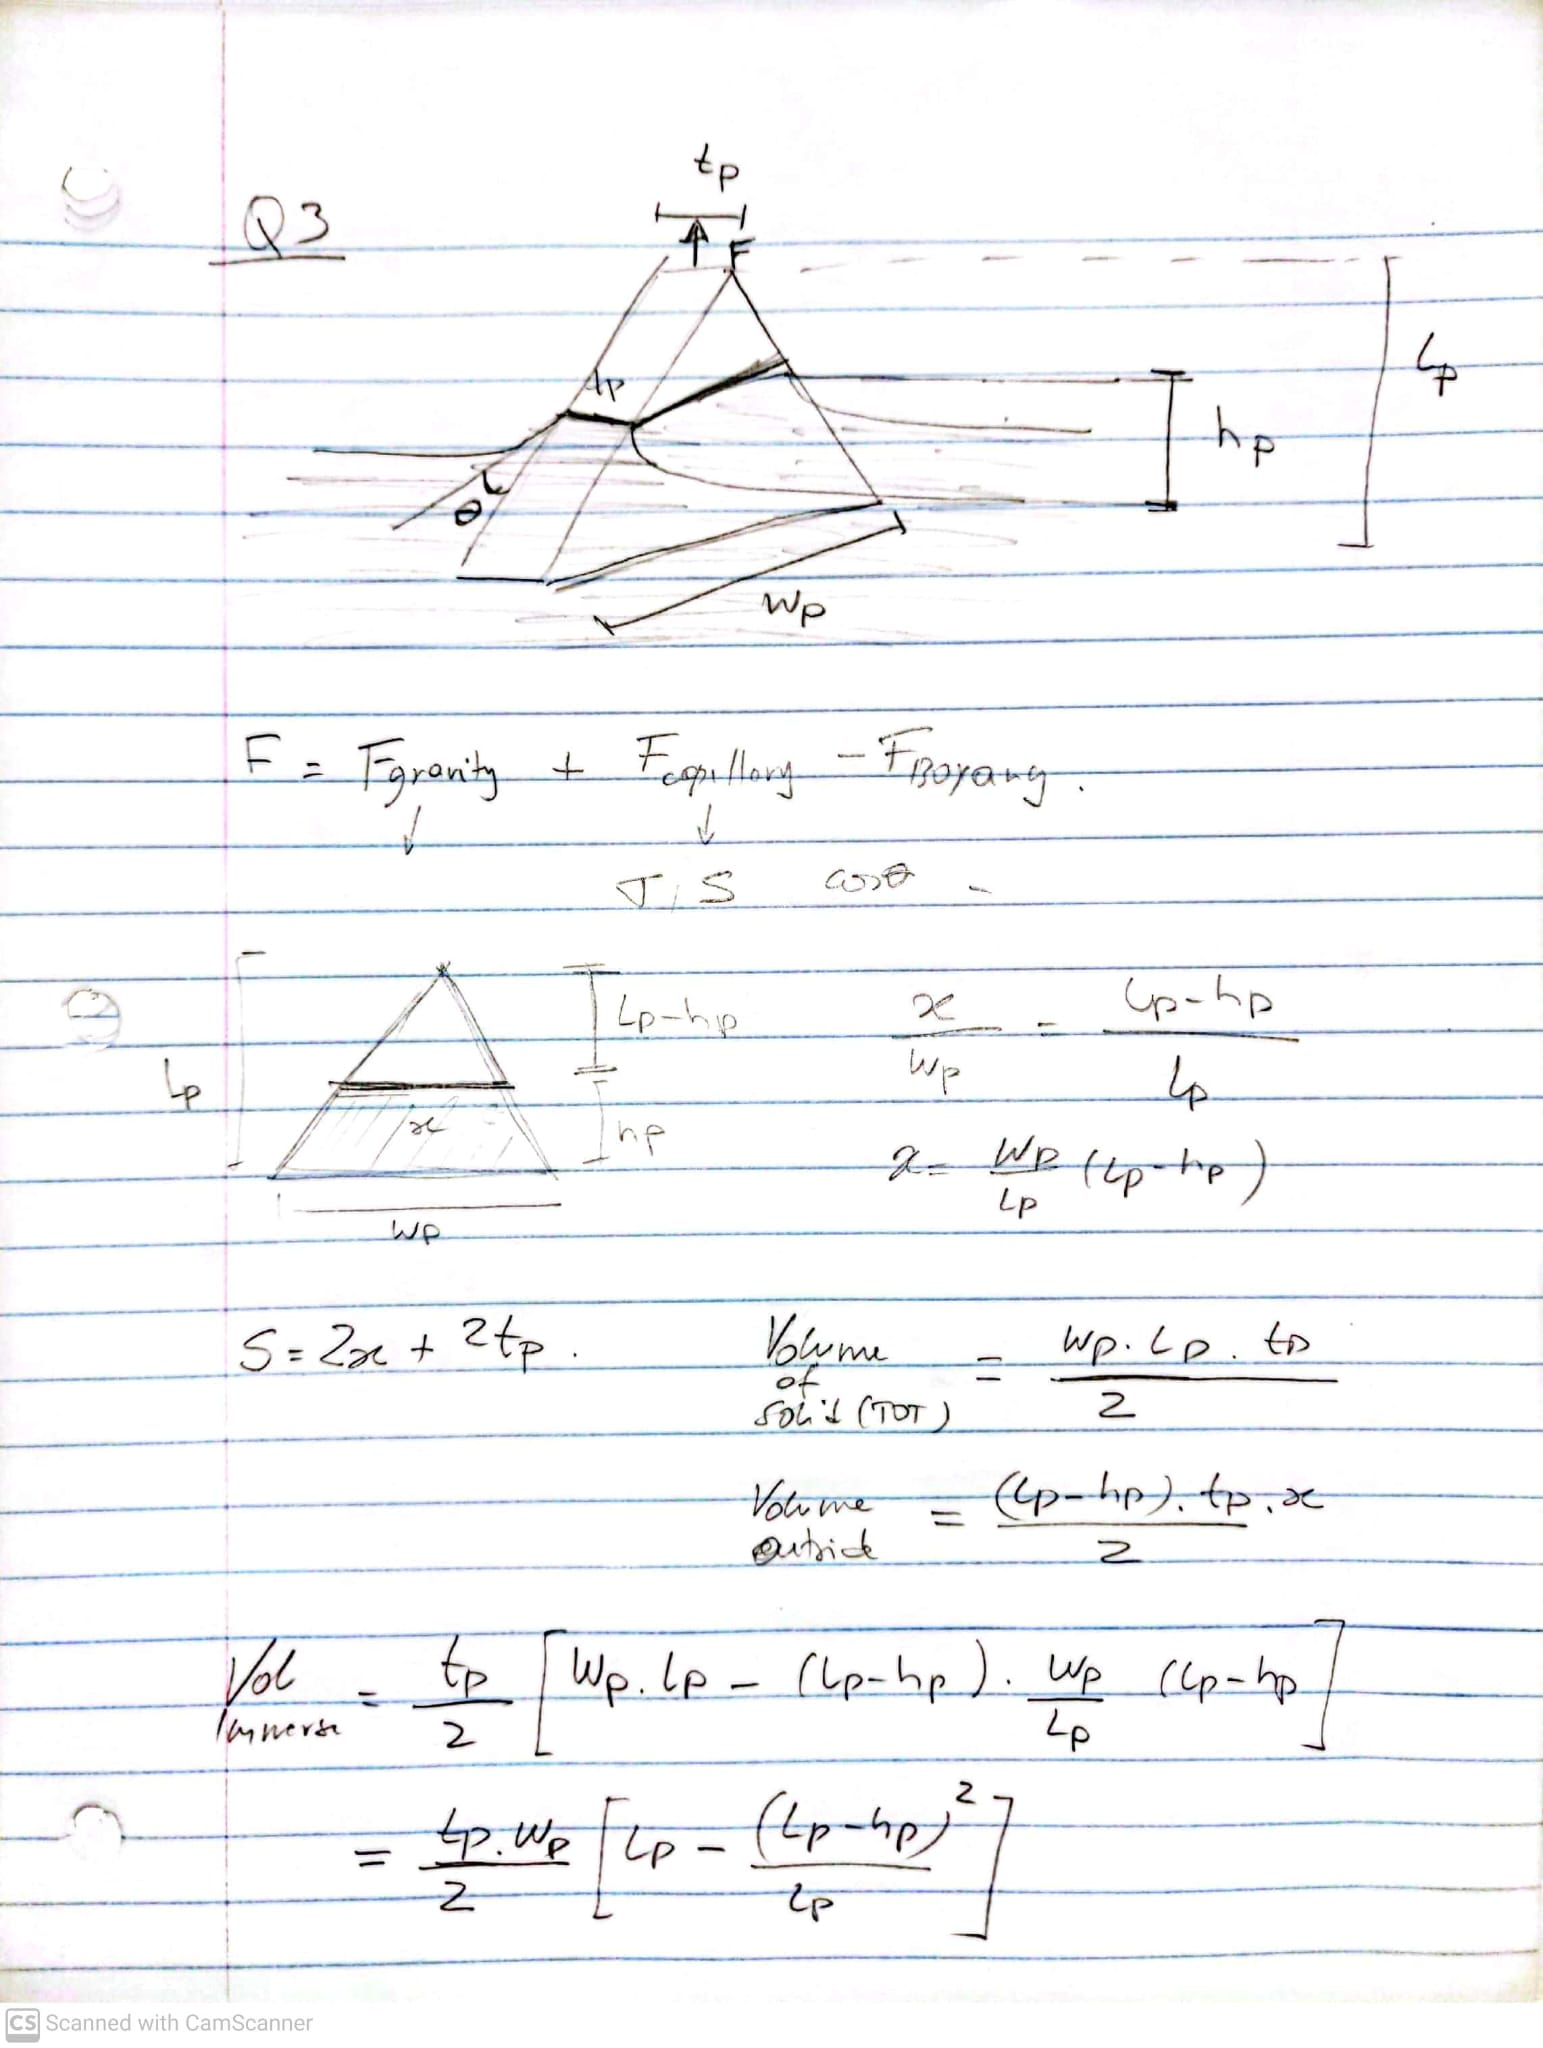 Q3
tp
F
tp
Lp
hp
θ
Wp
F = Fgravity + Fcapillary - FBoyany.
↓ ↓
T, S cosθ -
Lp
Lp-hp
hp
x
Wp
x/Wp = Lp-hp/Lp
x = Wp/Lp (Lp-hp)
S = 2x + 2tp.
Volume of solid (TOT) = Wp.Lp.tp/2
Volume outside = (Lp-hp).tp.x/2
Vol Immerse = tp/2 [Wp.Lp - (Lp-hp). Wp/Lp (Lp-hp]
= tp.Wp/2 [Lp - (Lp-hp)²/Lp]
CS Scanned with CamScanner